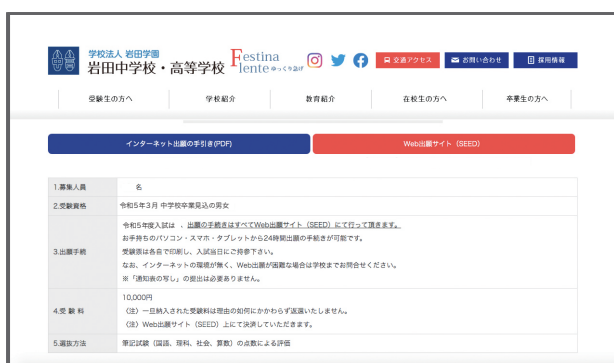 学校法人 岩田学園
岩田中学校・高等学校
Festina
lente ゆっくり急げ
交通アクセス
お問い合わせ
採用情報
受験生の方へ
学校紹介
教育紹介
在校生の方へ
卒業生の方へ
インターネット出願の手引き(PDF)
Web出願サイト（SEED）
1.募集人員 名
2.受験資格 令和5年3月 中学校卒業見込の男女
令和5年度入試は 、出願の手続きはすべてWeb出願サイト（SEED）にて行って頂きます。
お手持ちのパソコン・スマホ・タブレットから24時間出願の手続きが可能です。
3.出願手続 受験票は各自で印刷し、入試当日にご持参下さい。
なお、インターネットの環境が無く、Web出願が困難な場合は学校までお問合せください。
※「通知表の写し」の提出は必要ありません。
10,000円
4.受 験 料 （注）一旦納入された受験料は理由の如何にかかわらず返還いたしません。
（注）Web出願サイト（SEED）上にて決済していただきます。
5.選抜方法 筆記試験（国語、理科、社会、算数）の点数による評価